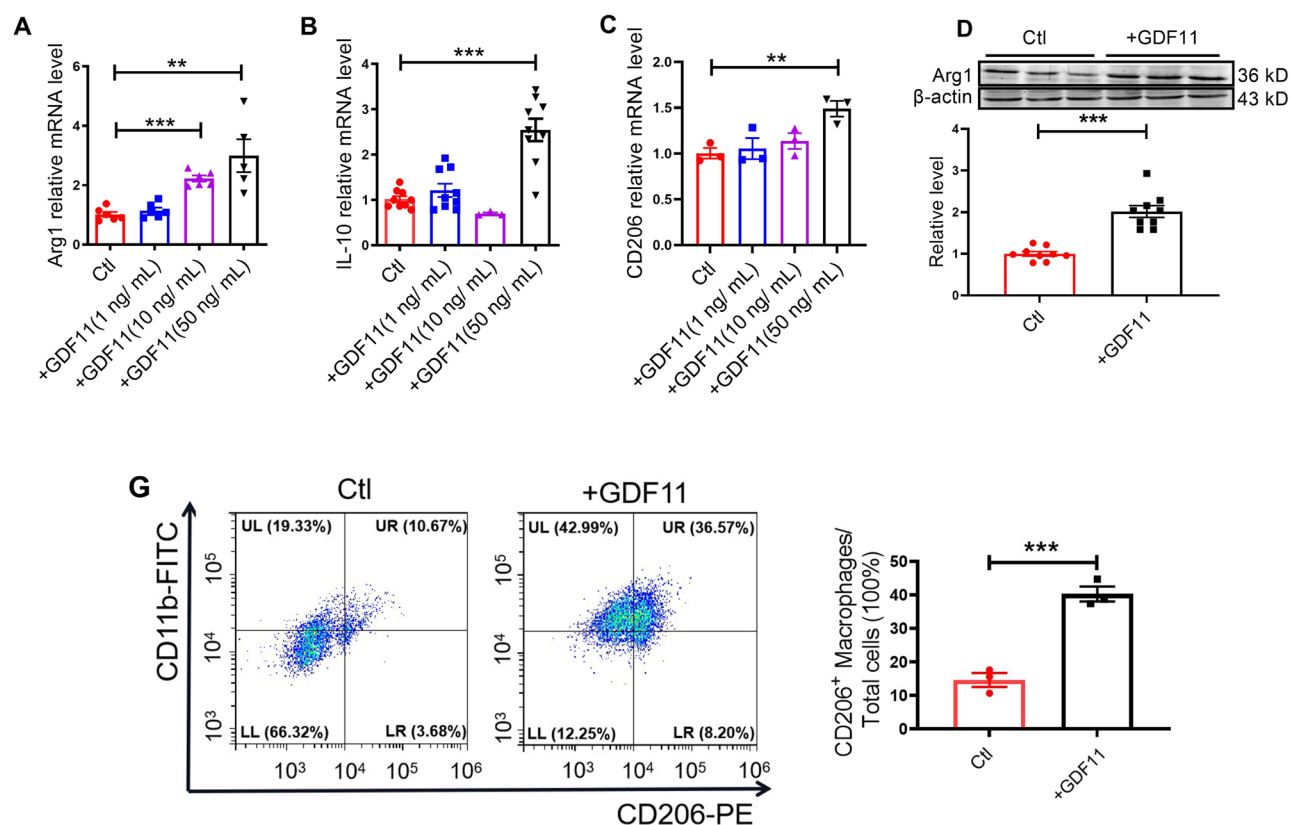 A
Arg1 relative mRNA level
6
4
2
0
**
***
Ctl
+GDF11(1 ng/ mL)
+GDF11(10 ng/ mL)
+GDF11(50 ng/ mL)
B
IL-10 relative mRNA level
4
3
2
1
0
***
Ctl
+GDF11(1 ng/ mL)
+GDF11(10 ng/ mL)
+GDF11(50 ng/ mL)
C
CD206 relative mRNA level
2.0
1.5
1.0
0.5
0.0
**
Ctl
+GDF11(1 ng/ mL)
+GDF11(10 ng/ mL)
+GDF11(50 ng/ mL)
D
Ctl +GDF11
Arg1 36 kD
β-actin 43 kD
Relative level
4
3
2
1
0
***
Ctl
+GDF11
G
Ctl
CD11b-FITC
UL (19.33%) UR (10.67%)
LL (66.32%) LR (3.68%)
10⁵
10⁴
10³
10³ 10⁴ 10⁵ 10⁶
+GDF11
UL (42.99%) UR (36.57%)
LL (12.25%) LR (8.20%)
10⁵
10⁴
10³
10³ 10⁴ 10⁵ 10⁶
CD206-PE
CD206⁺ Macrophages/
Total cells (100%)
50
40
30
20
10
0
***
Ctl
+GDF11